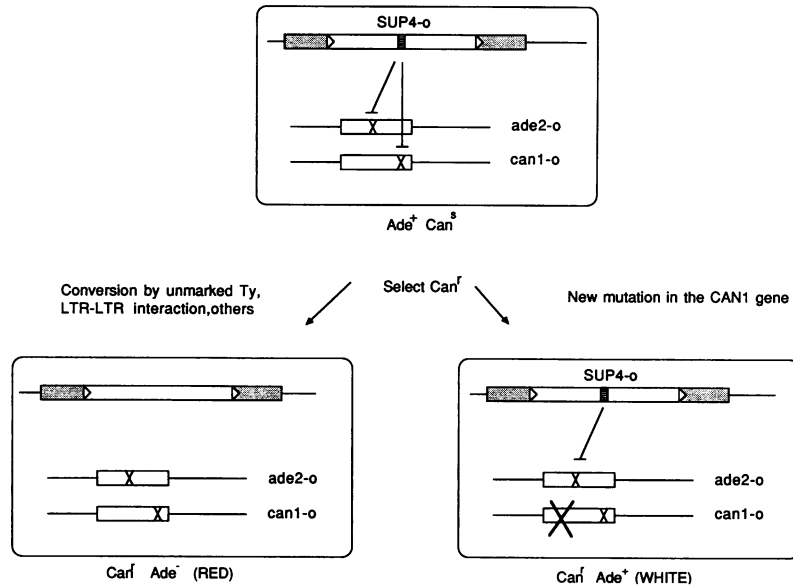 SUP4-o
ade2-o
can1-o
Ade+ Cans
Conversion by unmarked Ty,
LTR-LTR interaction,others
Select Canr
New mutation in the CAN1 gene
SUP4-o
ade2-o
can1-o
Canr Ade- (RED)
ade2-o
can1-o
Canr Ade+ (WHITE)